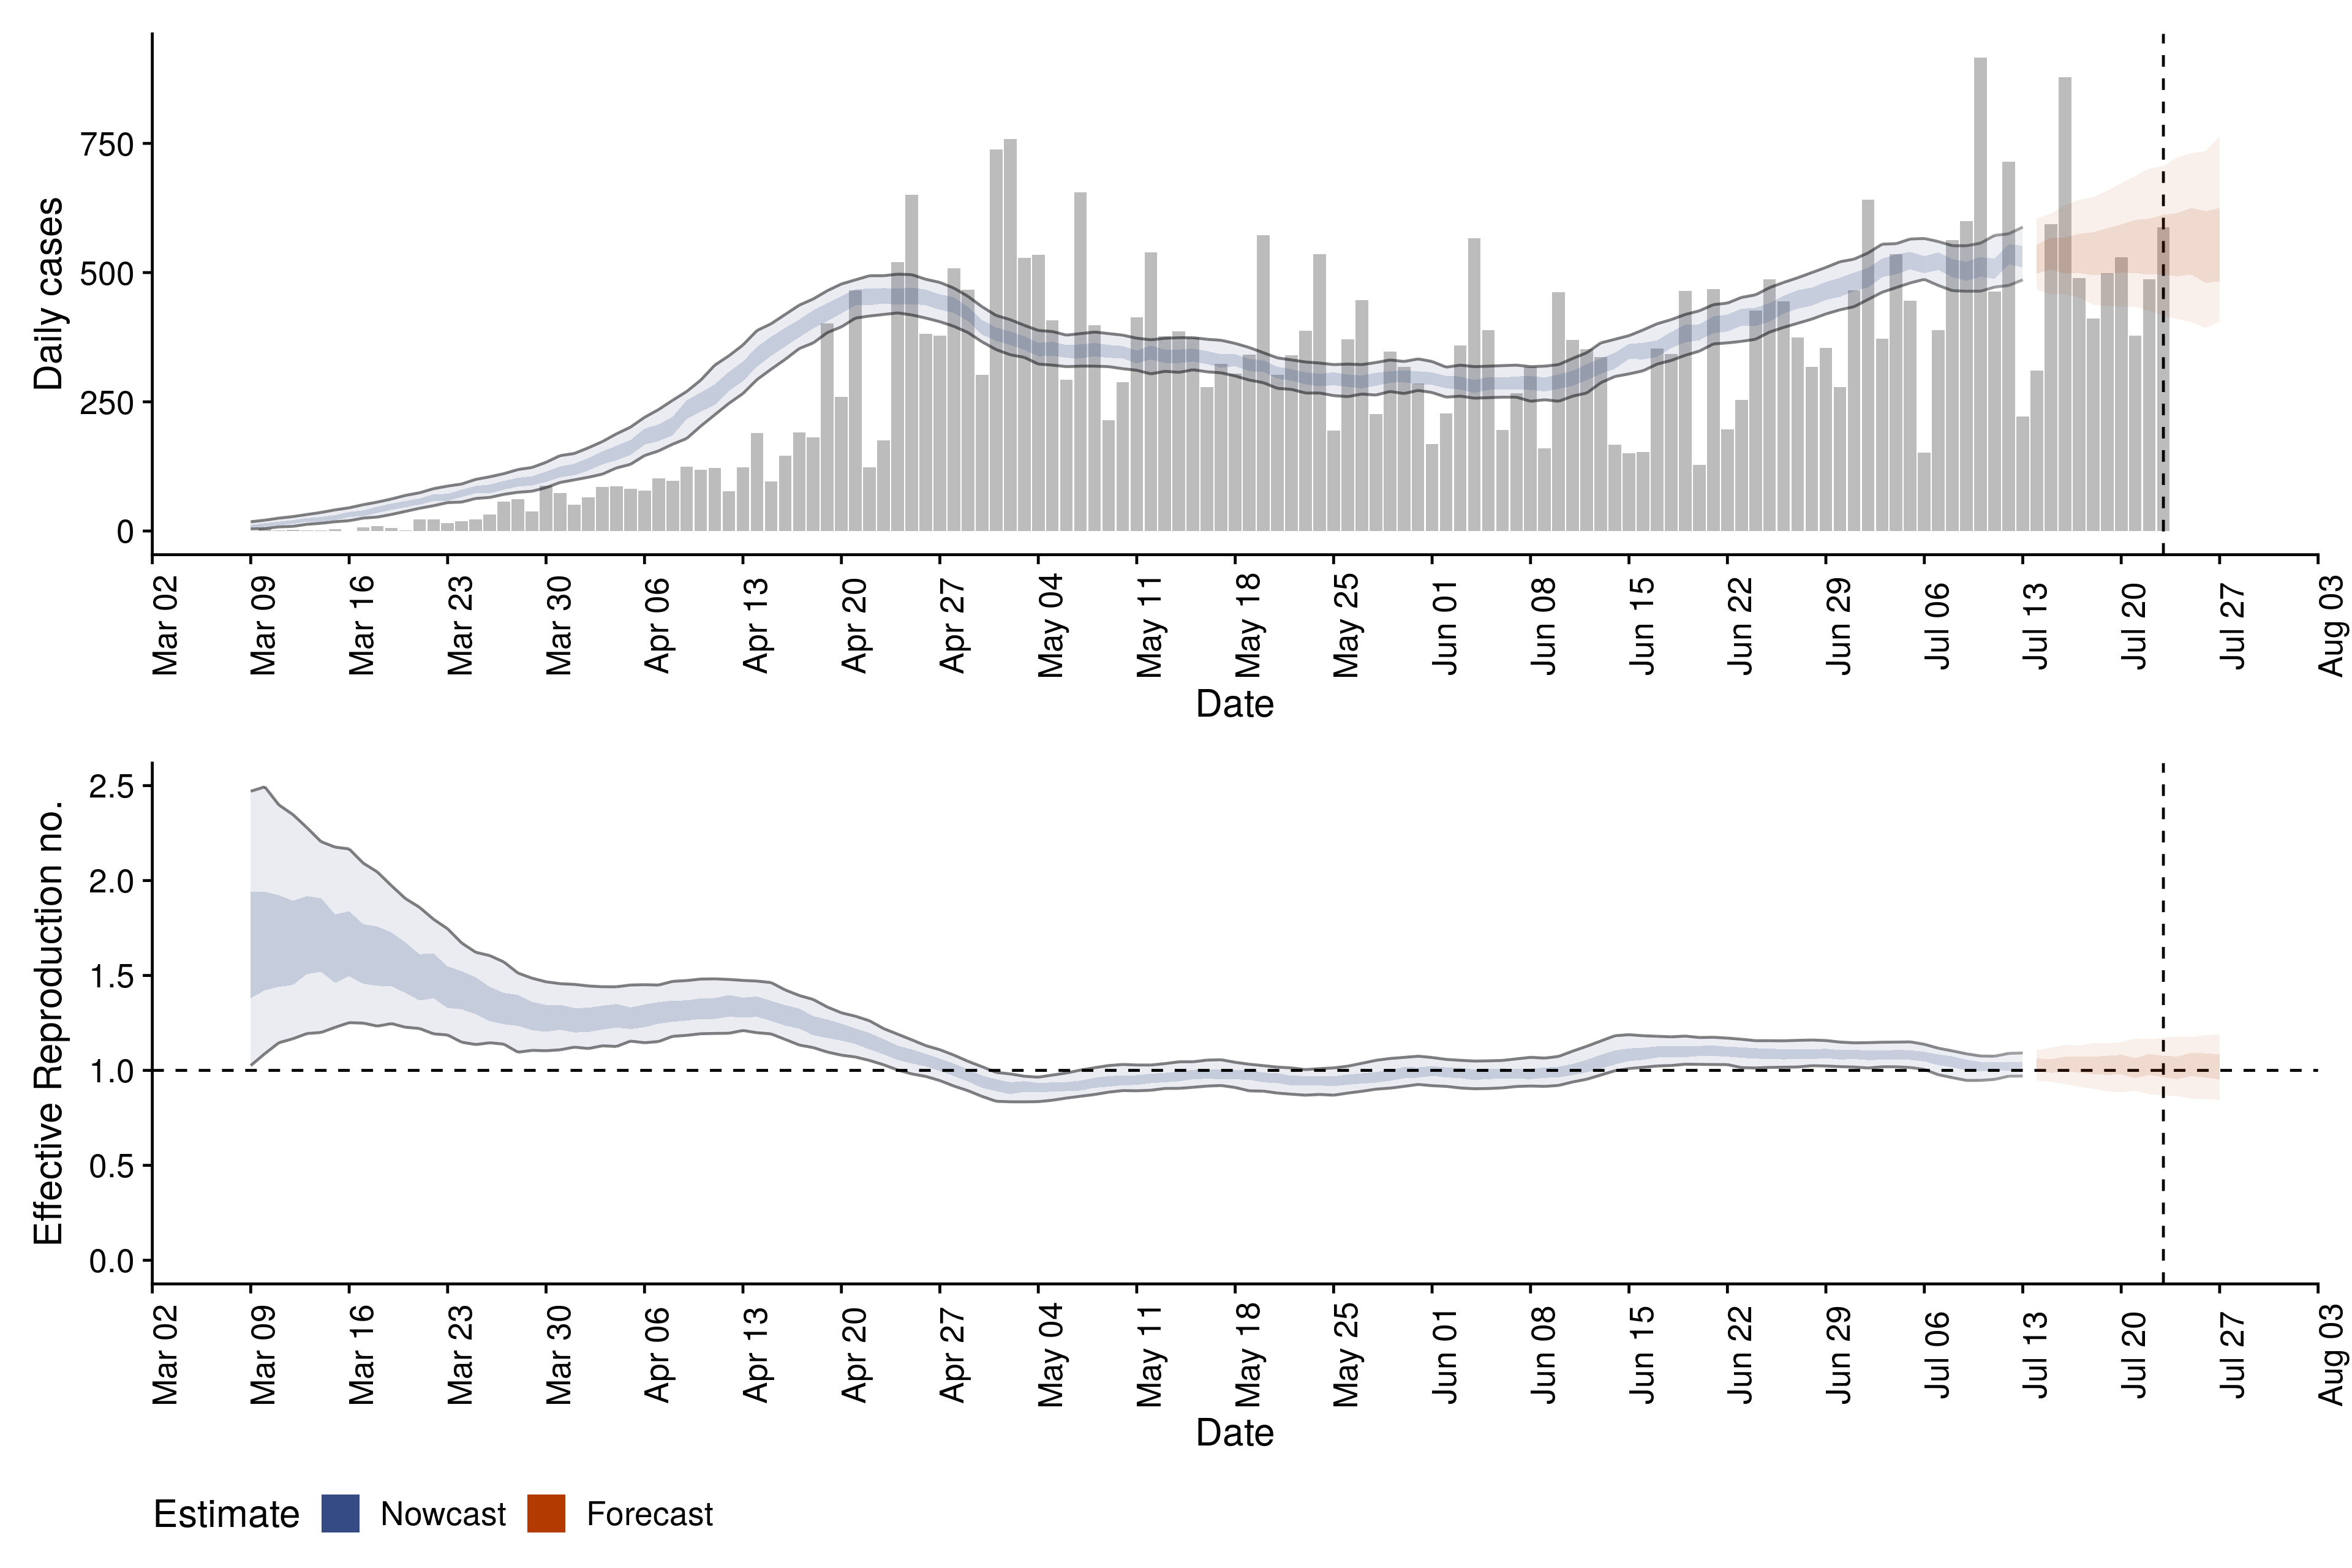 Daily cases
750
500
250
0
Mar 02 Mar 09 Mar 16 Mar 23 Mar 30 Apr 06 Apr 13 Apr 20 Apr 27 May 04 May 11 May 18 May 25 Jun 01 Jun 08 Jun 15 Jun 22 Jun 29 Jul 06 Jul 13 Jul 20 Jul 27 Aug 03
Date
Effective Reproduction no.
2.5
2.0
1.5
1.0
0.5
0.0
Mar 02 Mar 09 Mar 16 Mar 23 Mar 30 Apr 06 Apr 13 Apr 20 Apr 27 May 04 May 11 May 18 May 25 Jun 01 Jun 08 Jun 15 Jun 22 Jun 29 Jul 06 Jul 13 Jul 20 Jul 27 Aug 03
Date
Estimate Nowcast Forecast